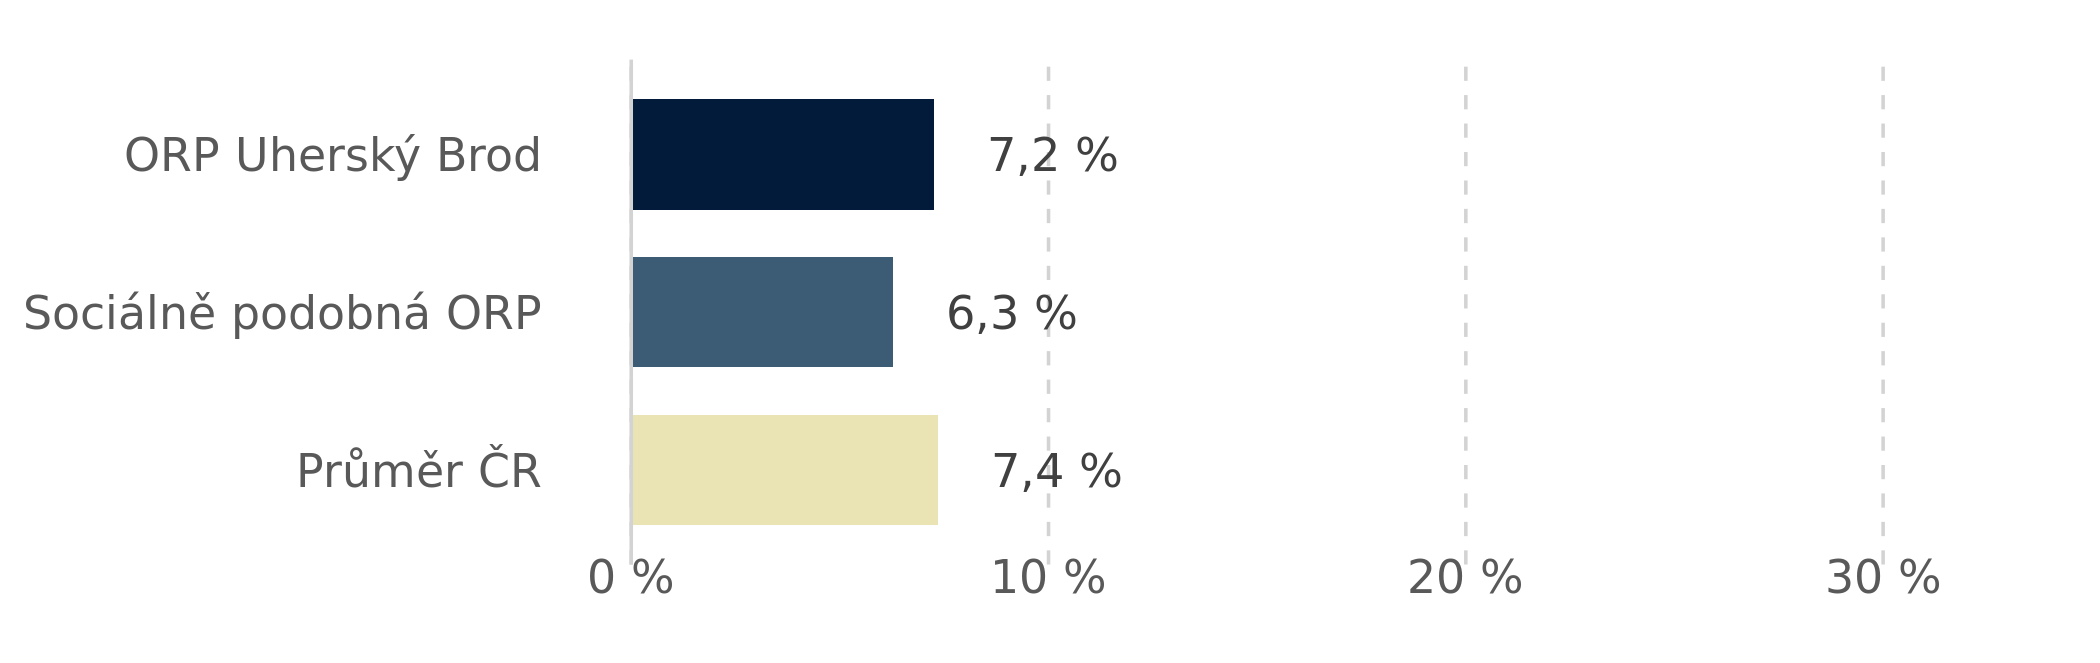 ORP Uherský Brod 7,2 %
Sociálně podobná ORP 6,3 %
Průměr ČR 7,4 %
0 % 10 % 20 % 30 %